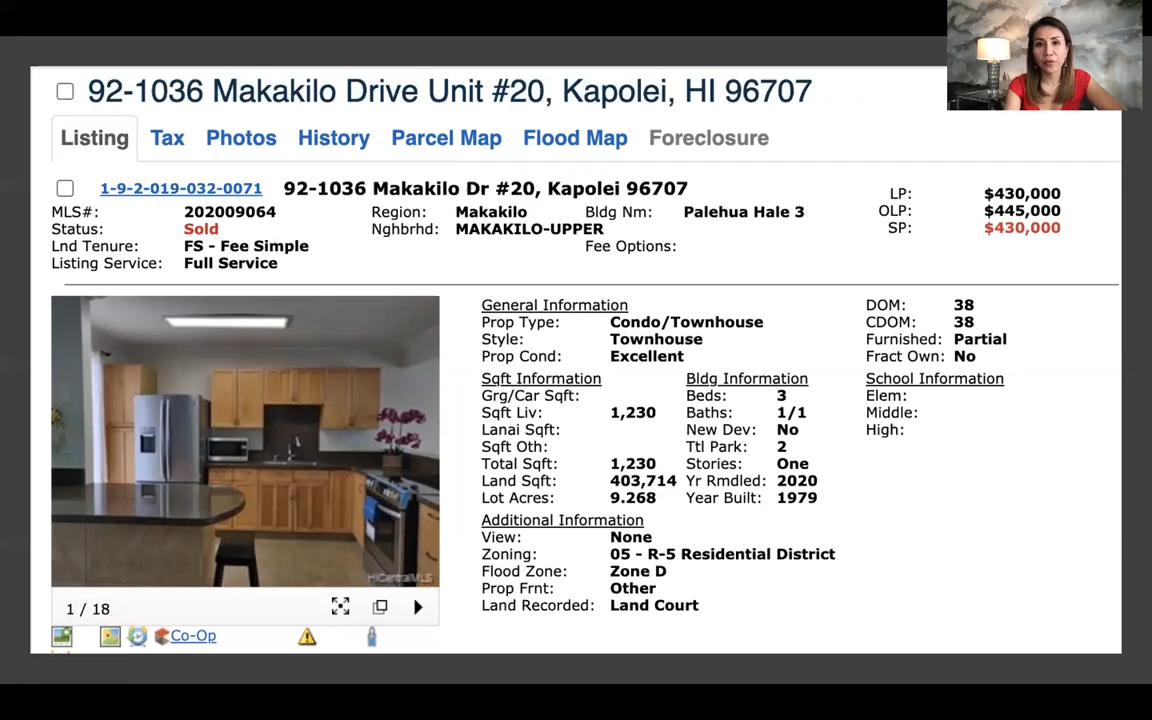 92-1036 Makakilo Drive Unit #20, Kapolei, HI 96707
Listing Tax Photos History Parcel Map Flood Map Foreclosure
1-9-2-019-032-0071 92-1036 Makakilo Dr #20, Kapolei 96707
MLS#: 202009064
Status: Sold
Lnd Tenure: FS - Fee Simple
Listing Service: Full Service
Region: Makakilo
Nghbrhd: MAKAKILO-UPPER
Bldg Nm: Palehua Hale 3
Fee Options:
LP: $430,000
OLP: $445,000
SP: $430,000
HiCentralMLS
1 / 18
Co-Op
General Information
Prop Type: Condo/Townhouse
Style: Townhouse
Prop Cond: Excellent
DOM: 38
CDOM: 38
Furnished: Partial
Fract Own: No
Sqft Information
Grg/Car Sqft:
Sqft Liv: 1,230
Lanai Sqft:
Sqft Oth:
Total Sqft: 1,230
Land Sqft: 403,714
Lot Acres: 9.268
Bldg Information
Beds: 3
Baths: 1/1
New Dev: No
Ttl Park: 2
Stories: One
Yr Rmdled: 2020
Year Built: 1979
School Information
Elem:
Middle:
High:
Additional Information
View: None
Zoning: 05 - R-5 Residential District
Flood Zone: Zone D
Prop Frnt: Other
Land Recorded: Land Court